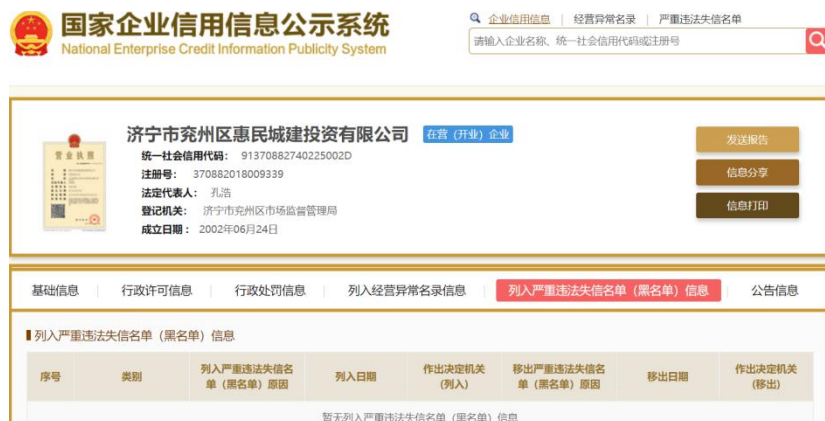 国家企业信用信息公示系统
National Enterprise Credit Information Publicity System
企业信用信息 | 经营异常名录 | 严重违法失信名单
请输入企业名称、统一社会信用代码或注册号
济宁市兖州区惠民城建投资有限公司 在营（开业）企业
统一社会信用代码： 91370882740225002D
注册号： 370882018009339
法定代表人： 孔浩
登记机关： 济宁市兖州区市场监督管理局
成立日期： 2002年06月24日
发送报告
信息分享
信息打印
营业执照
基础信息 | 行政许可信息 | 行政处罚信息 | 列入经营异常名录信息 | 列入严重违法失信名单（黑名单）信息 | 公告信息
列入严重违法失信名单（黑名单）信息
序号 类别 列入严重违法失信名单（黑名单）原因 列入日期 作出决定机关(列入) 移出严重违法失信名单（黑名单）原因 移出日期 作出决定机关(移出)
暂无列入严重违法失信名单（黑名单）信息